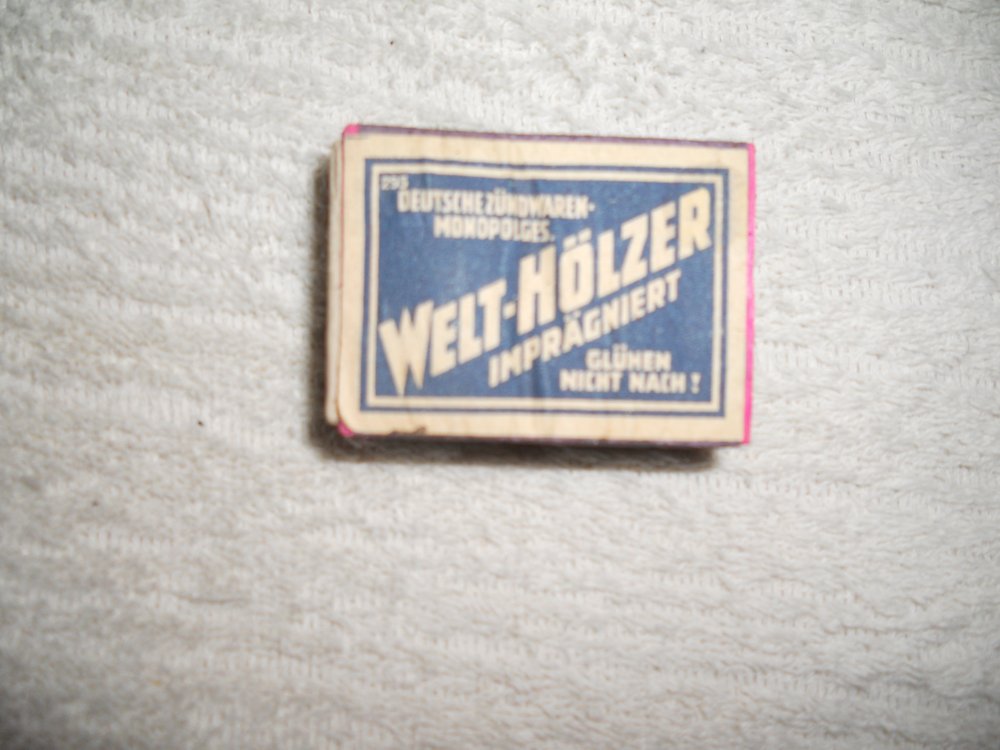 DEUTSCHE ZÜNDWAREN-
MONOPOLGES.
WELT-HÖLZER
IMPRÄGNIERT
GLÜHEN
NICHT NACH!